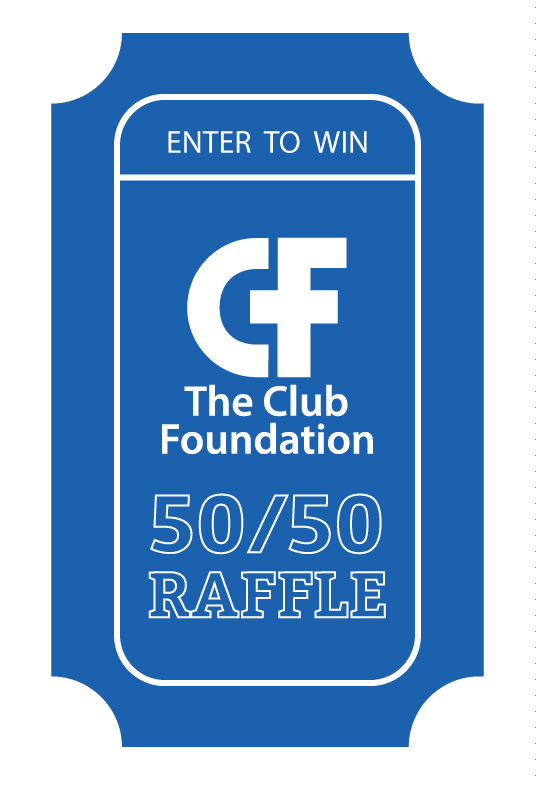 ENTER TO WIN
CF
The Club
Foundation
50/50
RAFFLE